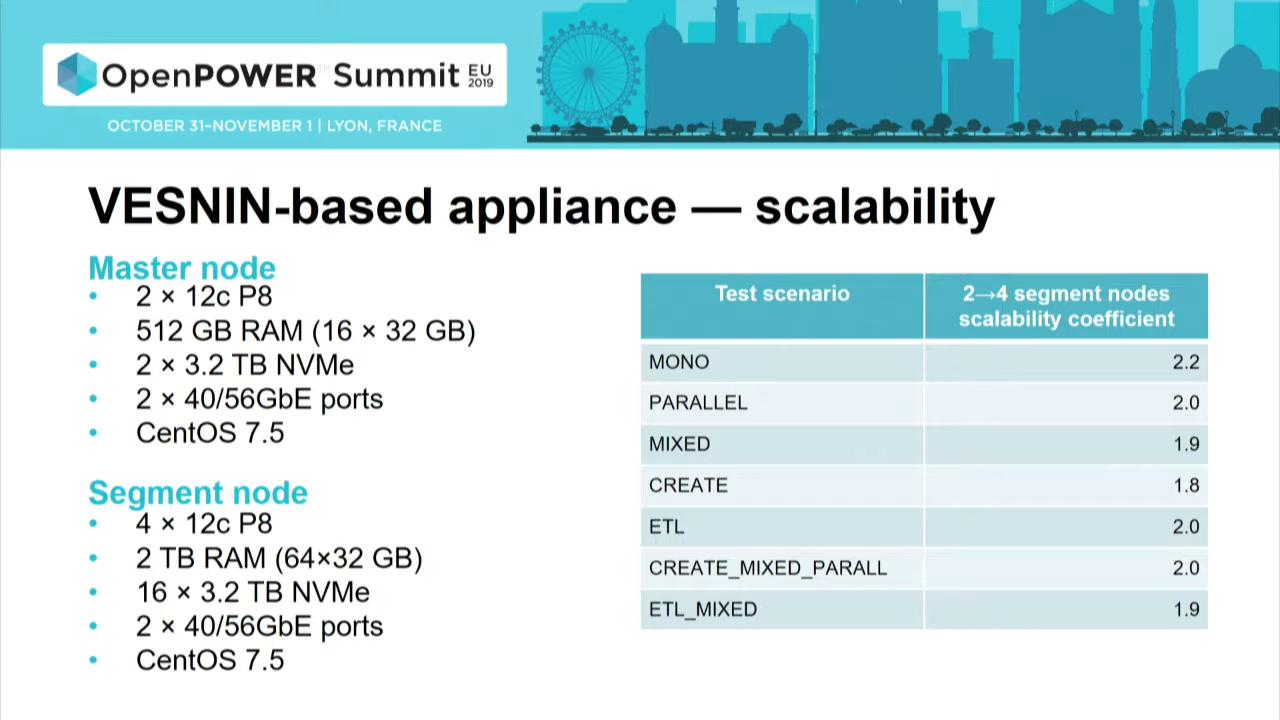 OpenPOWER™ Summit EU 2019
OCTOBER 31–NOVEMBER 1 | LYON, FRANCE
VESNIN-based appliance — scalability
Master node
• 2 × 12c P8
• 512 GB RAM (16 × 32 GB)
• 2 × 3.2 TB NVMe
• 2 × 40/56GbE ports
• CentOS 7.5
Segment node
• 4 × 12c P8
• 2 TB RAM (64×32 GB)
• 16 × 3.2 TB NVMe
• 2 × 40/56GbE ports
• CentOS 7.5
Test scenario
2→4 segment nodes
scalability coefficient
MONO 2.2
PARALLEL 2.0
MIXED 1.9
CREATE 1.8
ETL 2.0
CREATE_MIXED_PARALL 2.0
ETL_MIXED 1.9